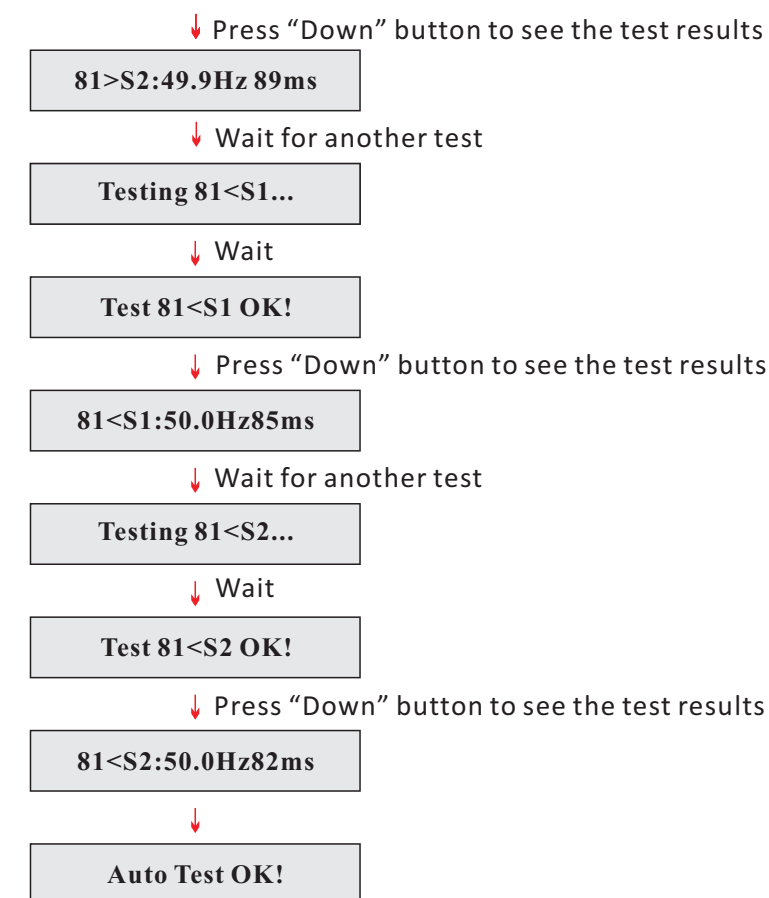 Press “Down” button to see the test results
81>S2:49.9Hz 89ms
Wait for another test
Testing 81<S1...
Wait
Test 81<S1 OK!
Press “Down” button to see the test results
81<S1:50.0Hz85ms
Wait for another test
Testing 81<S2...
Wait
Test 81<S2 OK!
Press “Down” button to see the test results
81<S2:50.0Hz82ms
Auto Test OK!